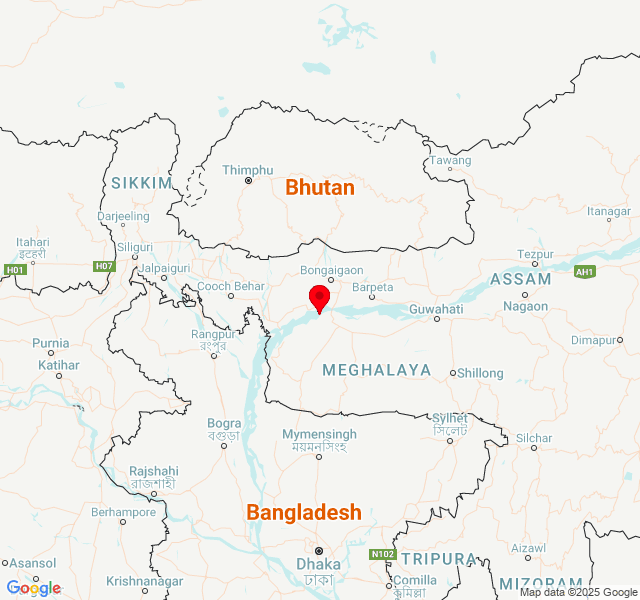 Tawang
Thimphu
SIKKIM
Bhutan
Darjeeling
Itanagar
Itahari
इटहरी
Siliguri
Tezpur
H01
H07
Jalpaiguri
Bongaigaon
AH1
ASSAM
Cooch Behar
Barpeta
Nagaon
Guwahati
Rangpur
রংপুর
Purnia
Dimapur
Katihar
MEGHALAYA
Shillong
Bogra
বগুড়া
Mymensingh
ময়মনসিংহ
Sylhet
সিলেট
Silchar
Rajshahi
রাজশাহী
Berhampore
Bangladesh
Asansol
Dhaka
ঢাকা
N102
TRIPURA
Aizawl
Krishnanagar
Comilla
কুমিল্লা
MIZORAM
Google
Map data ©2025 Google